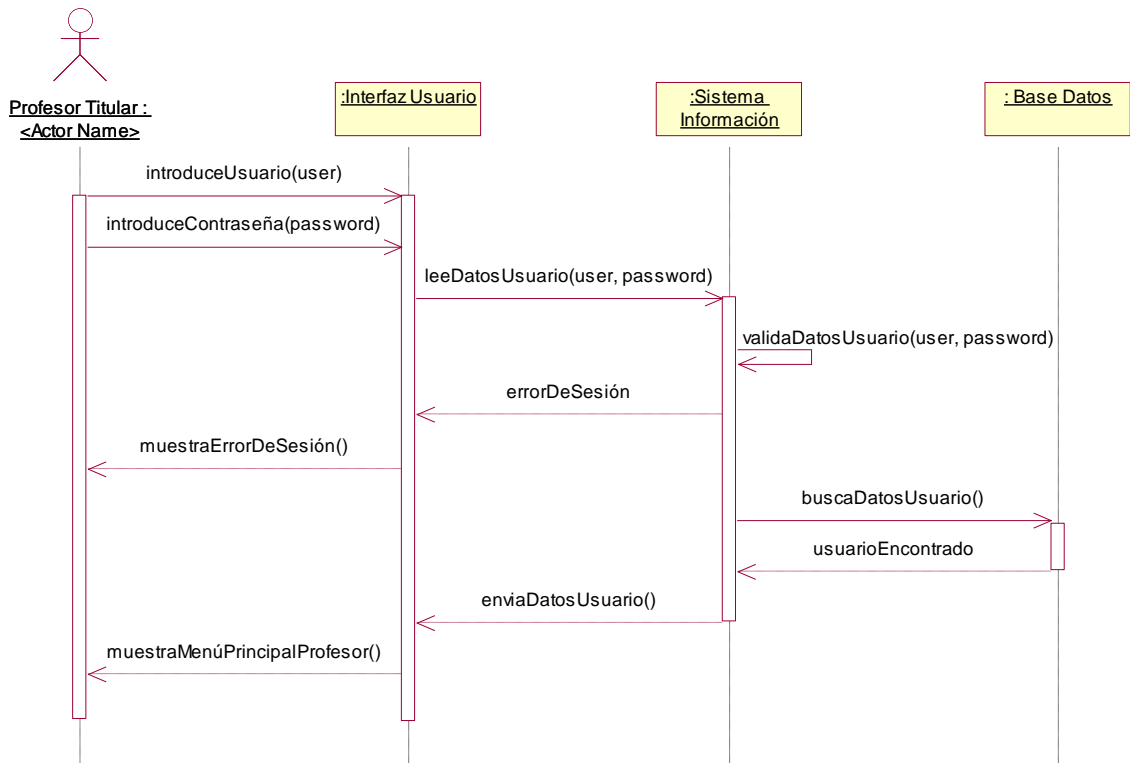 Profesor Titular :
<Actor Name>
:Interfaz Usuario
:Sistema
Información
: Base Datos
introduceUsuario(user)
introduceContraseña(password)
leeDatosUsuario(user, password)
validaDatosUsuario(user, password)
errorDeSesión
muestraErrorDeSesión()
buscaDatosUsuario()
usuarioEncontrado
enviaDatosUsuario()
muestraMenúPrincipalProfesor()